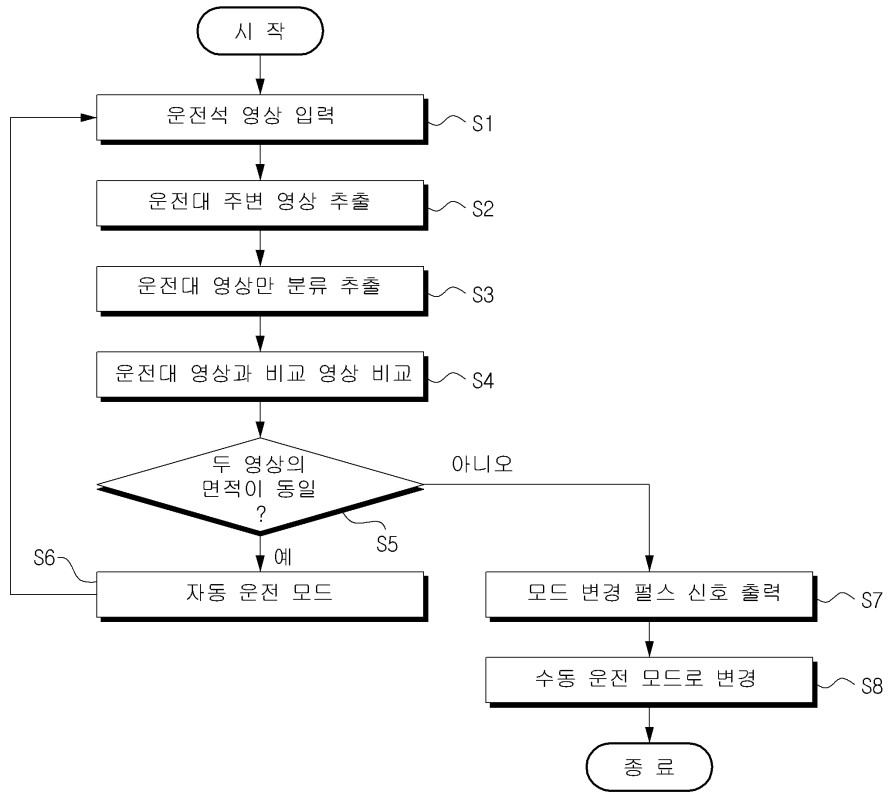 시 작
운전석 영상 입력
S1
운전대 주변 영상 추출
S2
운전대 영상만 분류 추출
S3
운전대 영상과 비교 영상 비교
S4
두 영상의
면적이 동일
?
아니오
S5
예
S6
자동 운전 모드
모드 변경 펄스 신호 출력
S7
수동 운전 모드로 변경
S8
종 료